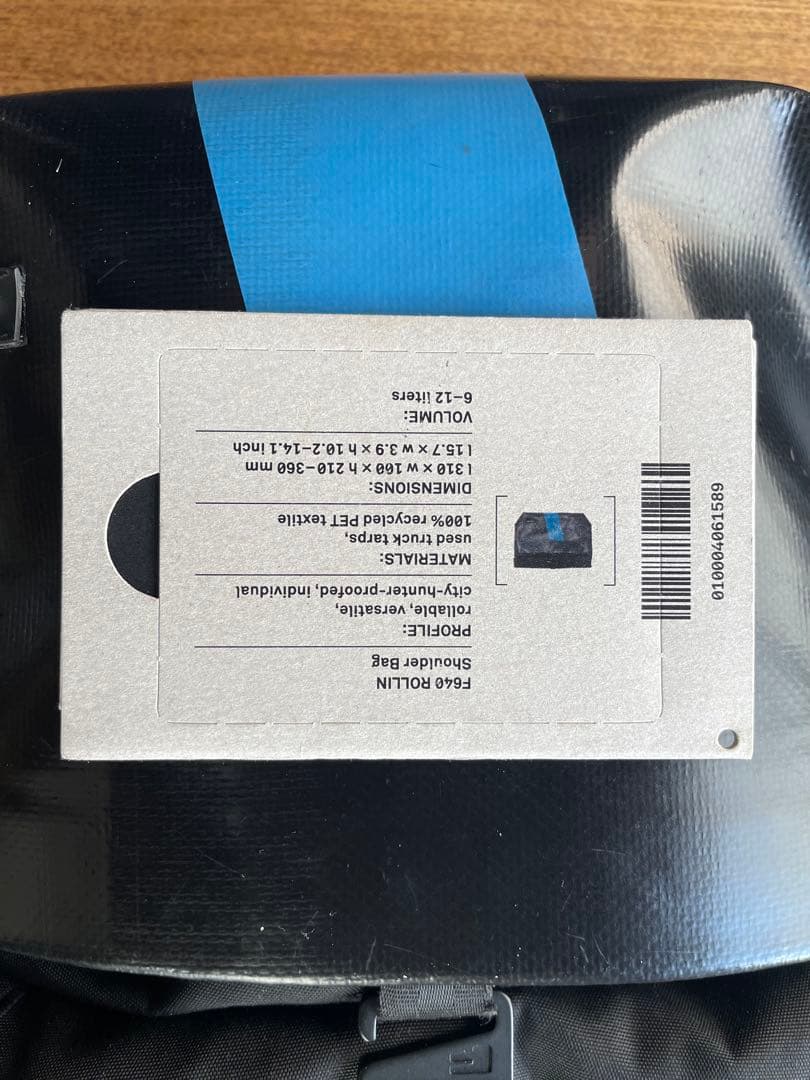 F640 ROLLIN
Shoulder Bag
PROFILE:
rollable, versatile,
city-hunter-proofed, individual
MATERIALS:
used truck tarps,
100% recycled PET textile
DIMENSIONS:
l 310 × w 100 × h 210–360 mm
l 15.7 × w 3.9 × h 10.2–14.1 inch
VOLUME:
6–12 liters
010004061589